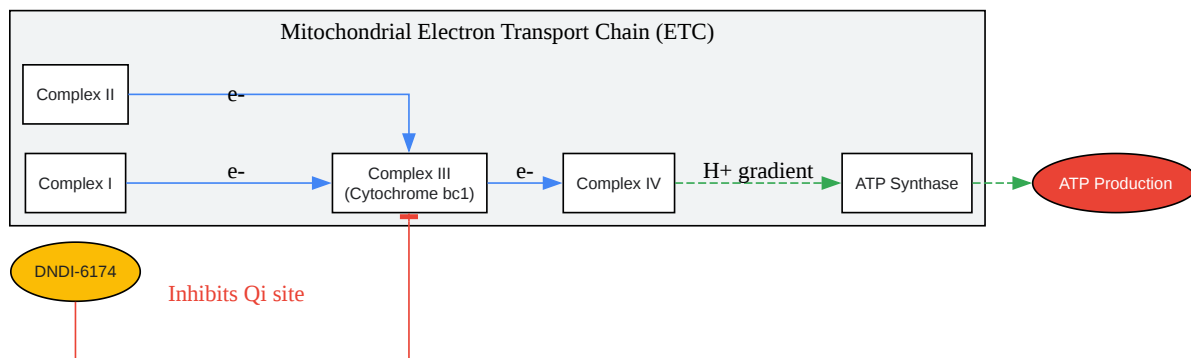 Mitochondrial Electron Transport Chain (ETC)
Complex II
e-
Complex I
e-
Complex III
(Cytochrome bc1)
e-
Complex IV
H+ gradient
ATP Synthase
ATP Production
DNDI-6174
Inhibits Qi site